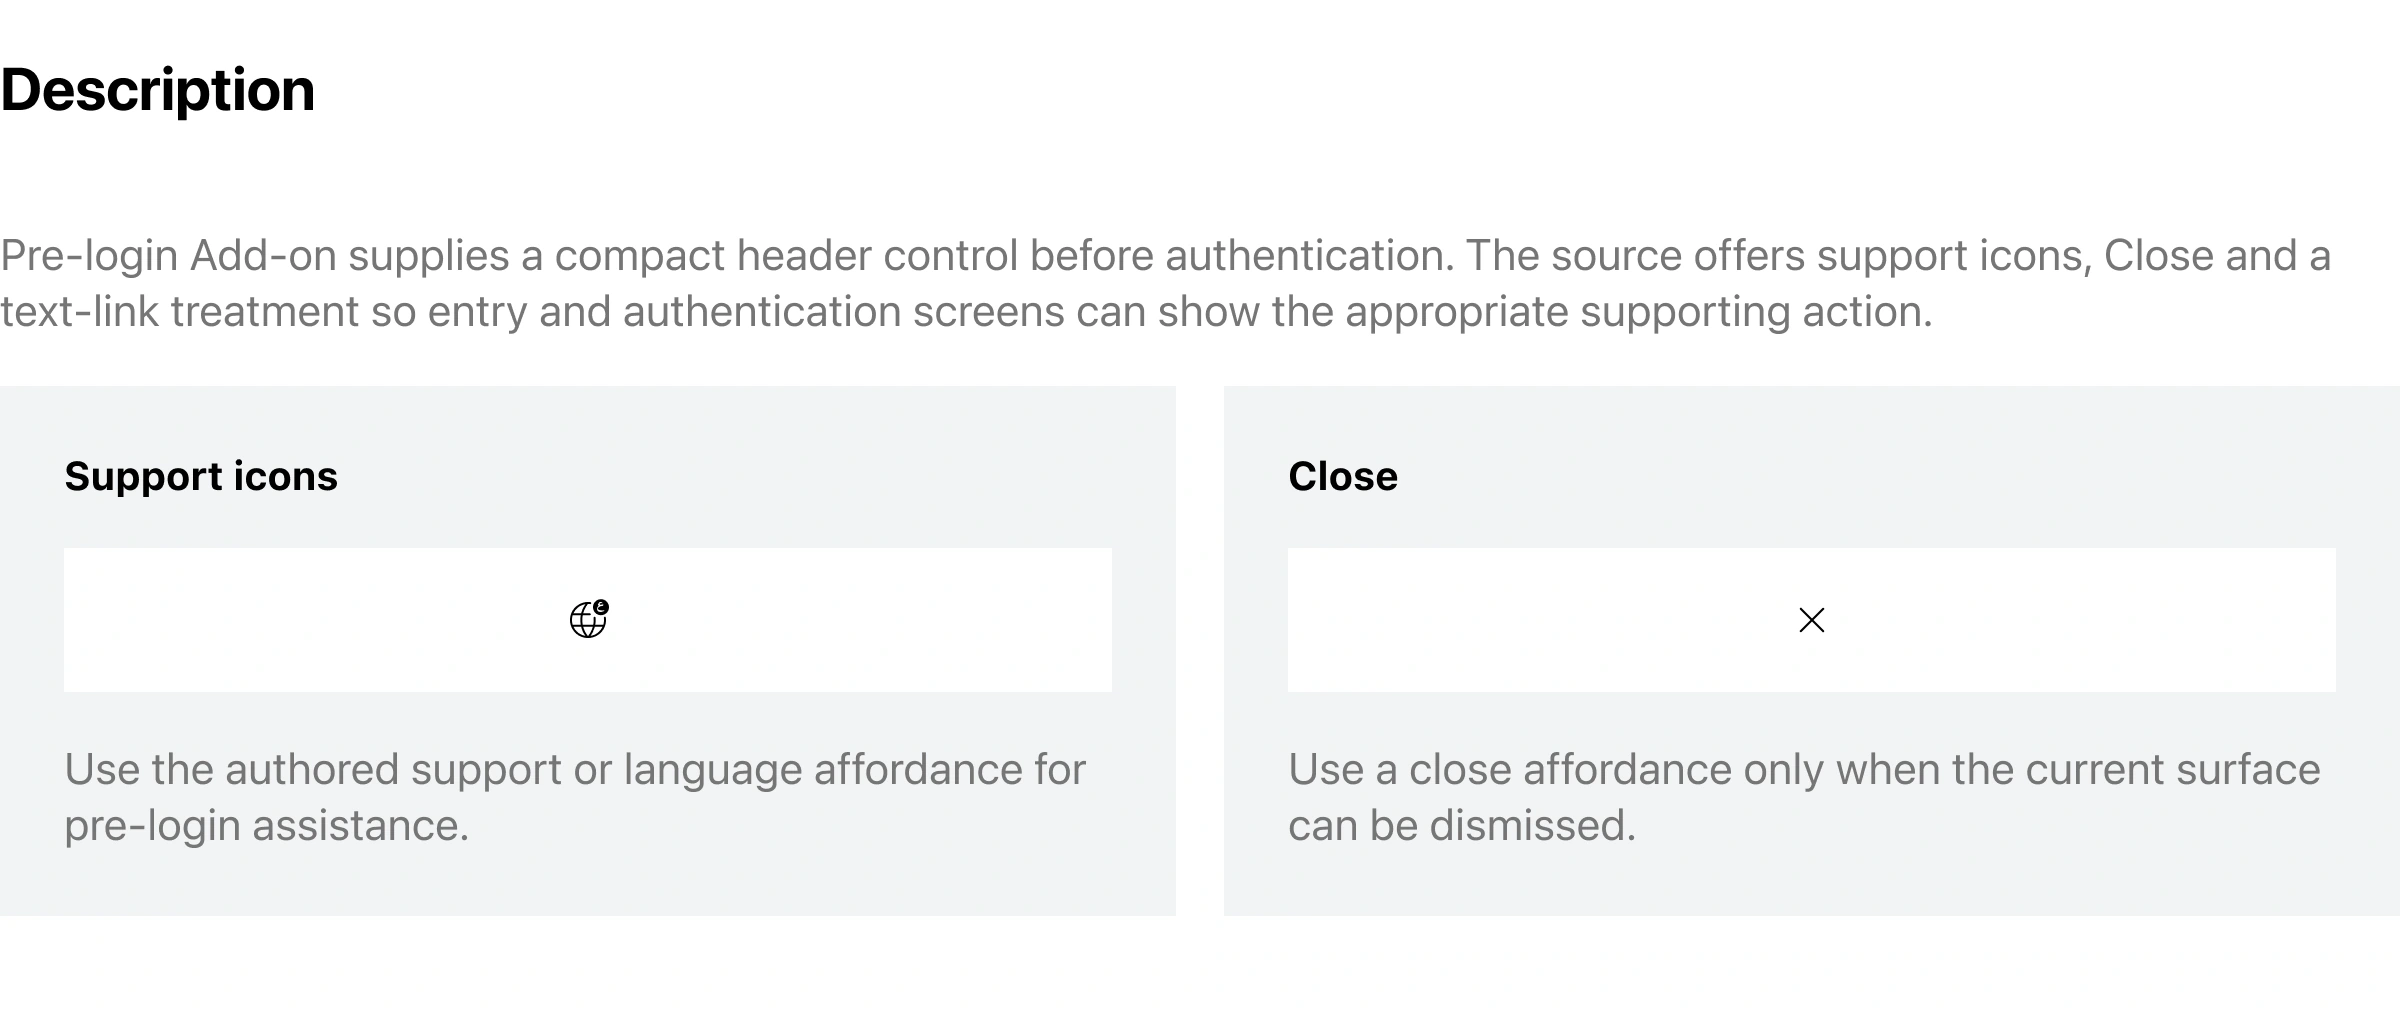 Description
Pre-login Add-on supplies a compact header control before authentication. The source offers support icons, Close and a
text-link treatment so entry and authentication screens can show the appropriate supporting action.
Support icons
Close
Use the authored support or language affordance for
pre-login assistance.
Use a close affordance only when the current surface
can be dismissed.